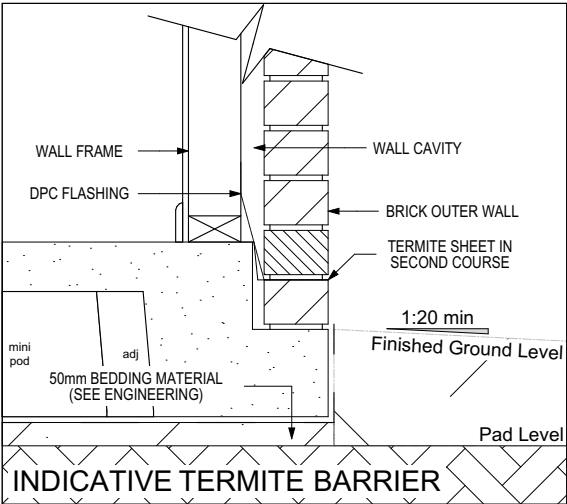 WALL FRAME
WALL CAVITY
DPC FLASHING
BRICK OUTER WALL
TERMITE SHEET IN
SECOND COURSE
1:20 min
Finished Ground Level
mini
pod
adj
50mm BEDDING MATERIAL
(SEE ENGINEERING)
Pad Level
INDICATIVE TERMITE BARRIER